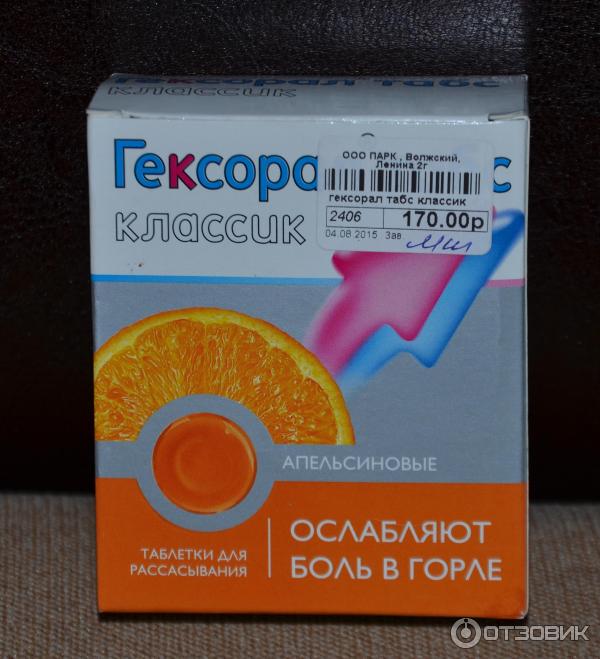 Гексорал табс
классик
Гексорал
классик
ООО ПАРК , Волжский,
Ленина 2г
гексорал табс классик
2406 170.00р
04.08.2015 Зав
АПЕЛЬСИНОВЫЕ
ТАБЛЕТКИ ДЛЯ
РАССАСЫВАНИЯ
ОСЛАБЛЯЮТ
БОЛЬ В ГОРЛЕ
ОТЗОВИК